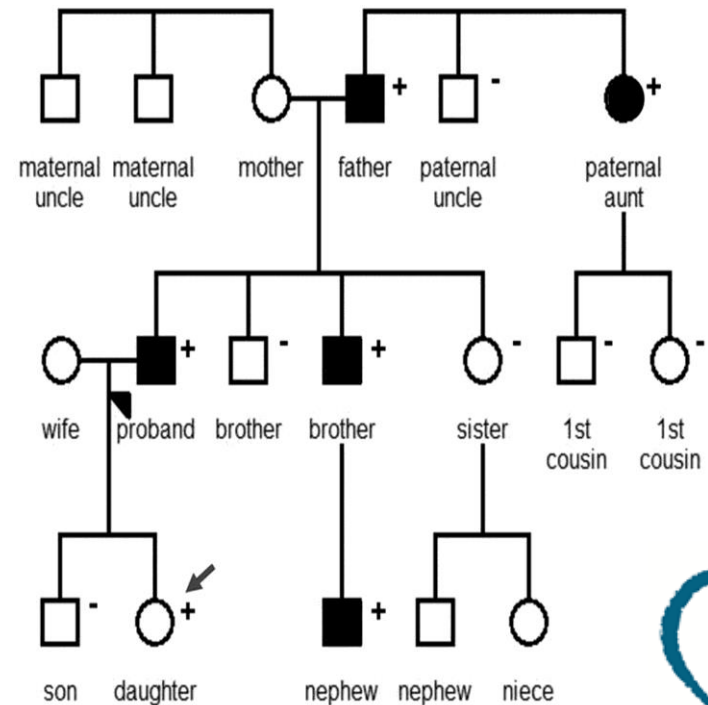 + - +
maternal maternal mother father paternal paternal
uncle uncle uncle aunt
+ - + - - -
wife proband brother brother sister 1st 1st
cousin cousin
- + +
son daughter nephew nephew niece